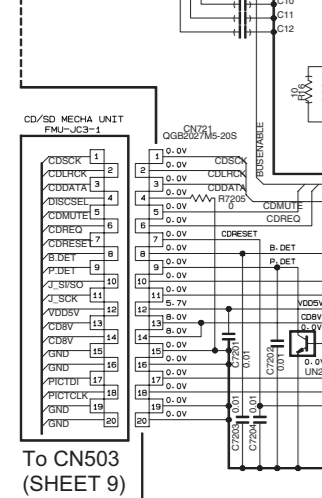 C10
C11
C12
10
R16
BUSENABLE
CD/SD MECHA UNIT
FMU-JC3-1
CN721
QGB2027M5-20S
CDSCK 1
CDLRCK 2
CDDATA 3
DISCSEL 4
CDMUTE 5
CDREQ 6
CDRESET 7
B.DET 8
P.DET 9
J_SI/SO 10
J_SCK 11
VDD5V 12
CD8V 13
CD8V 14
GND 15
GND 16
PICTDI 17
PICTCLK 18
GND 19
GND 20
1 0.0V
2 0.0V
3 0.0V
4 0.0V
5 0.0V
6 0.0V
7 0.0V
8 0.0V
9 0.0V
10 0.0V
11 0.0V
12 5.7V
13 8.0V
14 8.0V
15 0.0V
16 0.0V
17 0.0V
18 0.0V
19 0.0V
20
CDSCK
CDLRCK
CDDATA
R7205
0
CDMUTE
CDREQ
CDRESET
B.DET
P.DET
VDD5V
CD8V
0.0V
C7201
0.01
C7202
0.01
0.0V
UN2
C7203 0.01
C7204 0.01
To CN503
(SHEET 9)